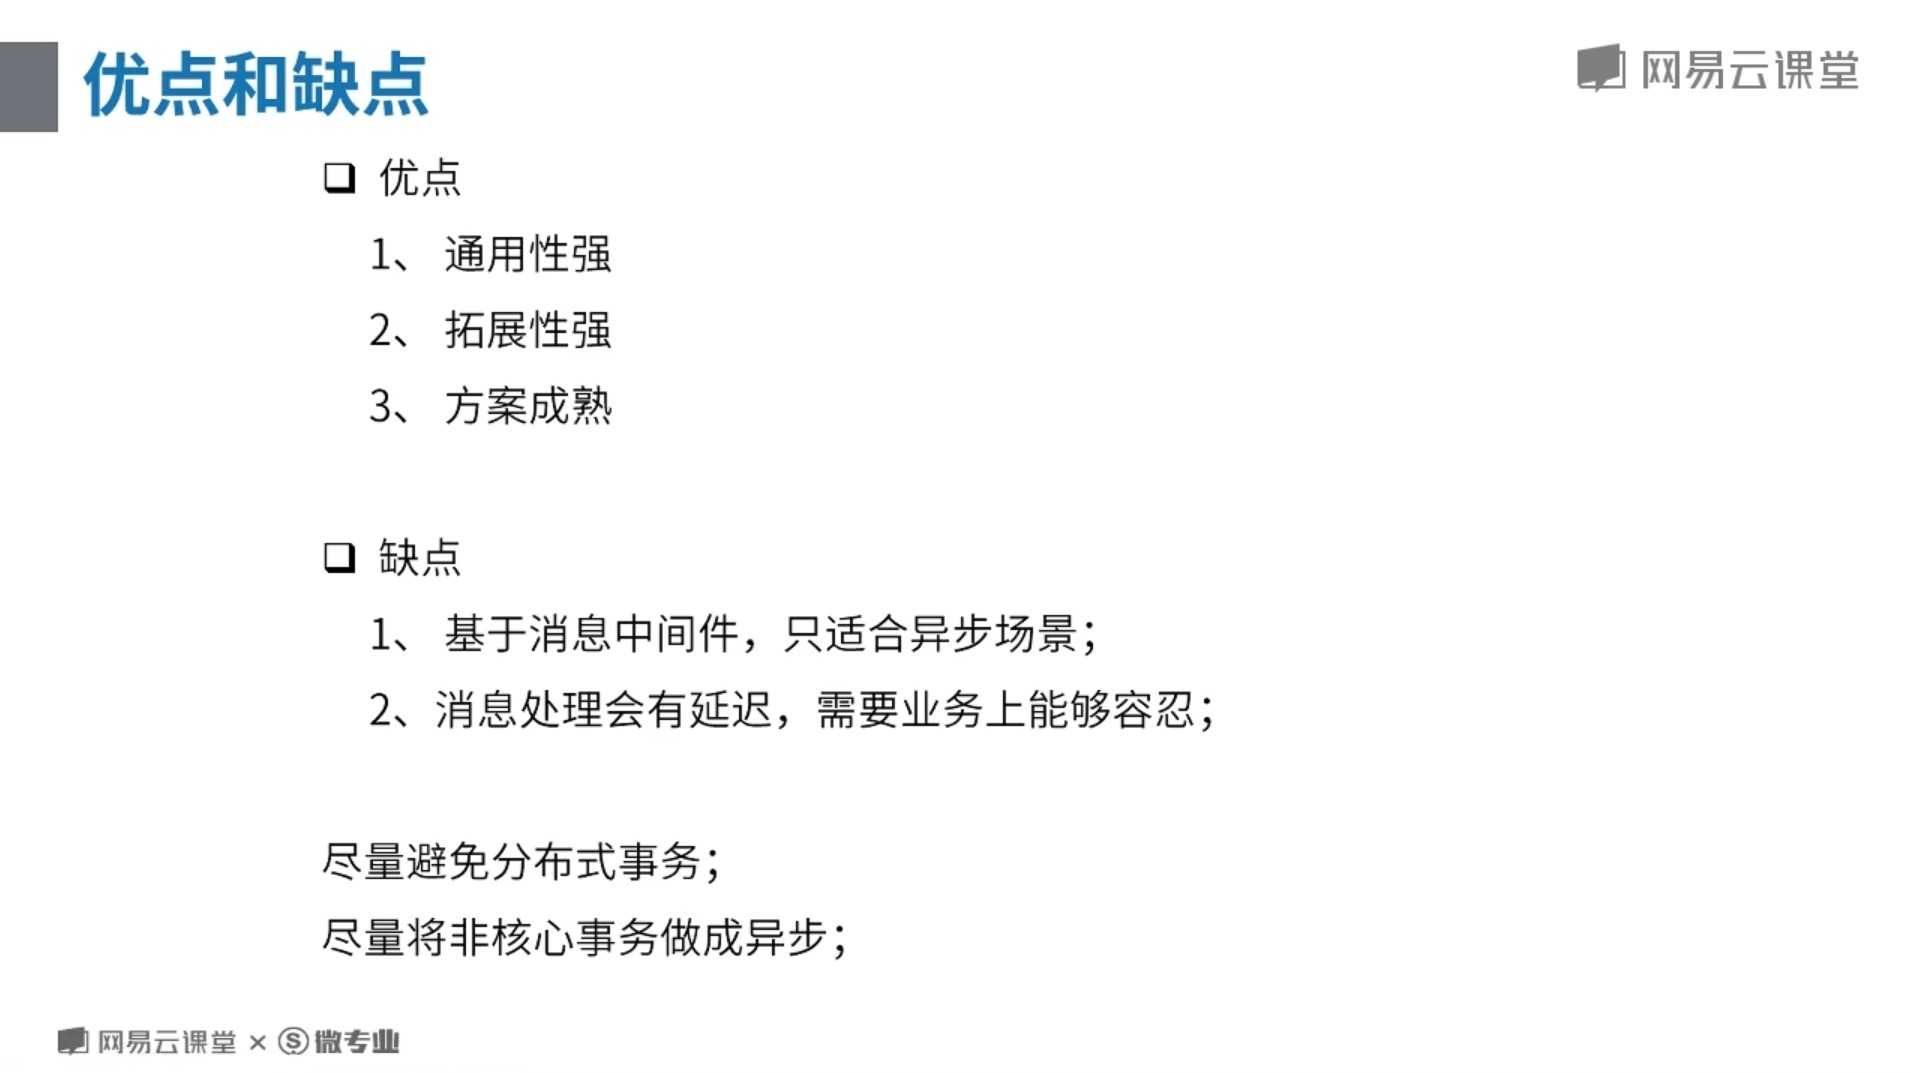 优点和缺点
网易云课堂
优点
1、 通用性强
2、 拓展性强
3、 方案成熟
缺点
1、 基于消息中间件，只适合异步场景；
2、消息处理会有延迟，需要业务上能够容忍；
尽量避免分布式事务；
尽量将非核心事务做成异步；
网易云课堂 × S 微专业